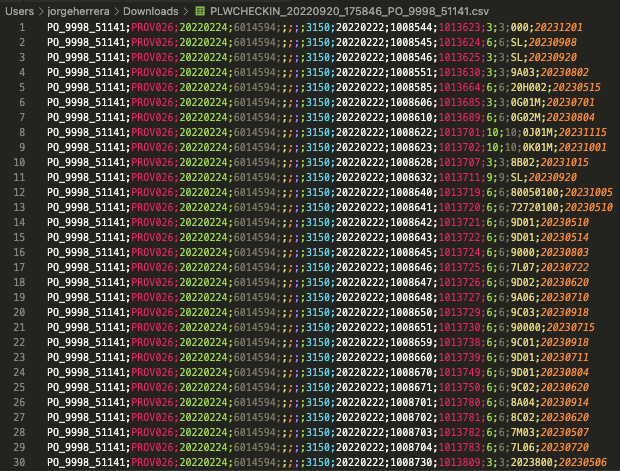 Users > jorgeherrera > Downloads > PLWCHECKIN_20220920_175846_PO_9998_51141.csv
1 PO_9998_51141;PROV026;20220224;6014594;;;;;3150;20220222;1008544;1013623;3;3;000;20231201
2 PO_9998_51141;PROV026;20220224;6014594;;;;;3150;20220222;1008545;1013624;6;6;SL;20230908
3 PO_9998_51141;PROV026;20220224;6014594;;;;;3150;20220222;1008546;1013625;3;3;SL;20230920
4 PO_9998_51141;PROV026;20220224;6014594;;;;;3150;20220222;1008551;1013630;3;3;9A03;20230802
5 PO_9998_51141;PROV026;20220224;6014594;;;;;3150;20220222;1008585;1013664;6;6;20H002;20230515
6 PO_9998_51141;PROV026;20220224;6014594;;;;;3150;20220222;1008606;1013685;3;3;0G01M;20230701
7 PO_9998_51141;PROV026;20220224;6014594;;;;;3150;20220222;1008610;1013689;6;6;0G02M;20230804
8 PO_9998_51141;PROV026;20220224;6014594;;;;;3150;20220222;1008622;1013701;10;10;0J01M;20231115
9 PO_9998_51141;PROV026;20220224;6014594;;;;;3150;20220222;1008623;1013702;10;10;0K01M;20231001
10 PO_9998_51141;PROV026;20220224;6014594;;;;;3150;20220222;1008628;1013707;3;3;8B02;20231015
11 PO_9998_51141;PROV026;20220224;6014594;;;;;3150;20220222;1008632;1013711;9;9;SL;20230920
12 PO_9998_51141;PROV026;20220224;6014594;;;;;3150;20220222;1008640;1013719;6;6;80050100;20231005
13 PO_9998_51141;PROV026;20220224;6014594;;;;;3150;20220222;1008641;1013720;6;6;72720100;20230510
14 PO_9998_51141;PROV026;20220224;6014594;;;;;3150;20220222;1008642;1013721;6;6;9D01;20230510
15 PO_9998_51141;PROV026;20220224;6014594;;;;;3150;20220222;1008643;1013722;6;6;9D01;20230514
16 PO_9998_51141;PROV026;20220224;6014594;;;;;3150;20220222;1008645;1013724;6;6;9000;20230803
17 PO_9998_51141;PROV026;20220224;6014594;;;;;3150;20220222;1008646;1013725;6;6;7L07;20230722
18 PO_9998_51141;PROV026;20220224;6014594;;;;;3150;20220222;1008647;1013726;6;6;9D02;20230620
19 PO_9998_51141;PROV026;20220224;6014594;;;;;3150;20220222;1008648;1013727;6;6;9A06;20230710
20 PO_9998_51141;PROV026;20220224;6014594;;;;;3150;20220222;1008650;1013729;6;6;9C03;20230918
21 PO_9998_51141;PROV026;20220224;6014594;;;;;3150;20220222;1008651;1013730;6;6;90000;20230715
22 PO_9998_51141;PROV026;20220224;6014594;;;;;3150;20220222;1008659;1013738;6;6;9C01;20230918
23 PO_9998_51141;PROV026;20220224;6014594;;;;;3150;20220222;1008660;1013739;6;6;9D01;20230711
24 PO_9998_51141;PROV026;20220224;6014594;;;;;3150;20220222;1008670;1013749;6;6;9D01;20230804
25 PO_9998_51141;PROV026;20220224;6014594;;;;;3150;20220222;1008671;1013750;6;6;9C02;20230620
26 PO_9998_51141;PROV026;20220224;6014594;;;;;3150;20220222;1008701;1013780;6;6;8A04;20230914
27 PO_9998_51141;PROV026;20220224;6014594;;;;;3150;20220222;1008702;1013781;6;6;8C02;20230620
28 PO_9998_51141;PROV026;20220224;6014594;;;;;3150;20220222;1008703;1013782;6;6;7M03;20230507
29 PO_9998_51141;PROV026;20220224;6014594;;;;;3150;20220222;1008704;1013783;6;6;7L06;20230720
30 PO_9998_51141;PROV026;20220224;6014594;;;;;3150;20220222;1008730;1013809;3;3;2023800;20230506